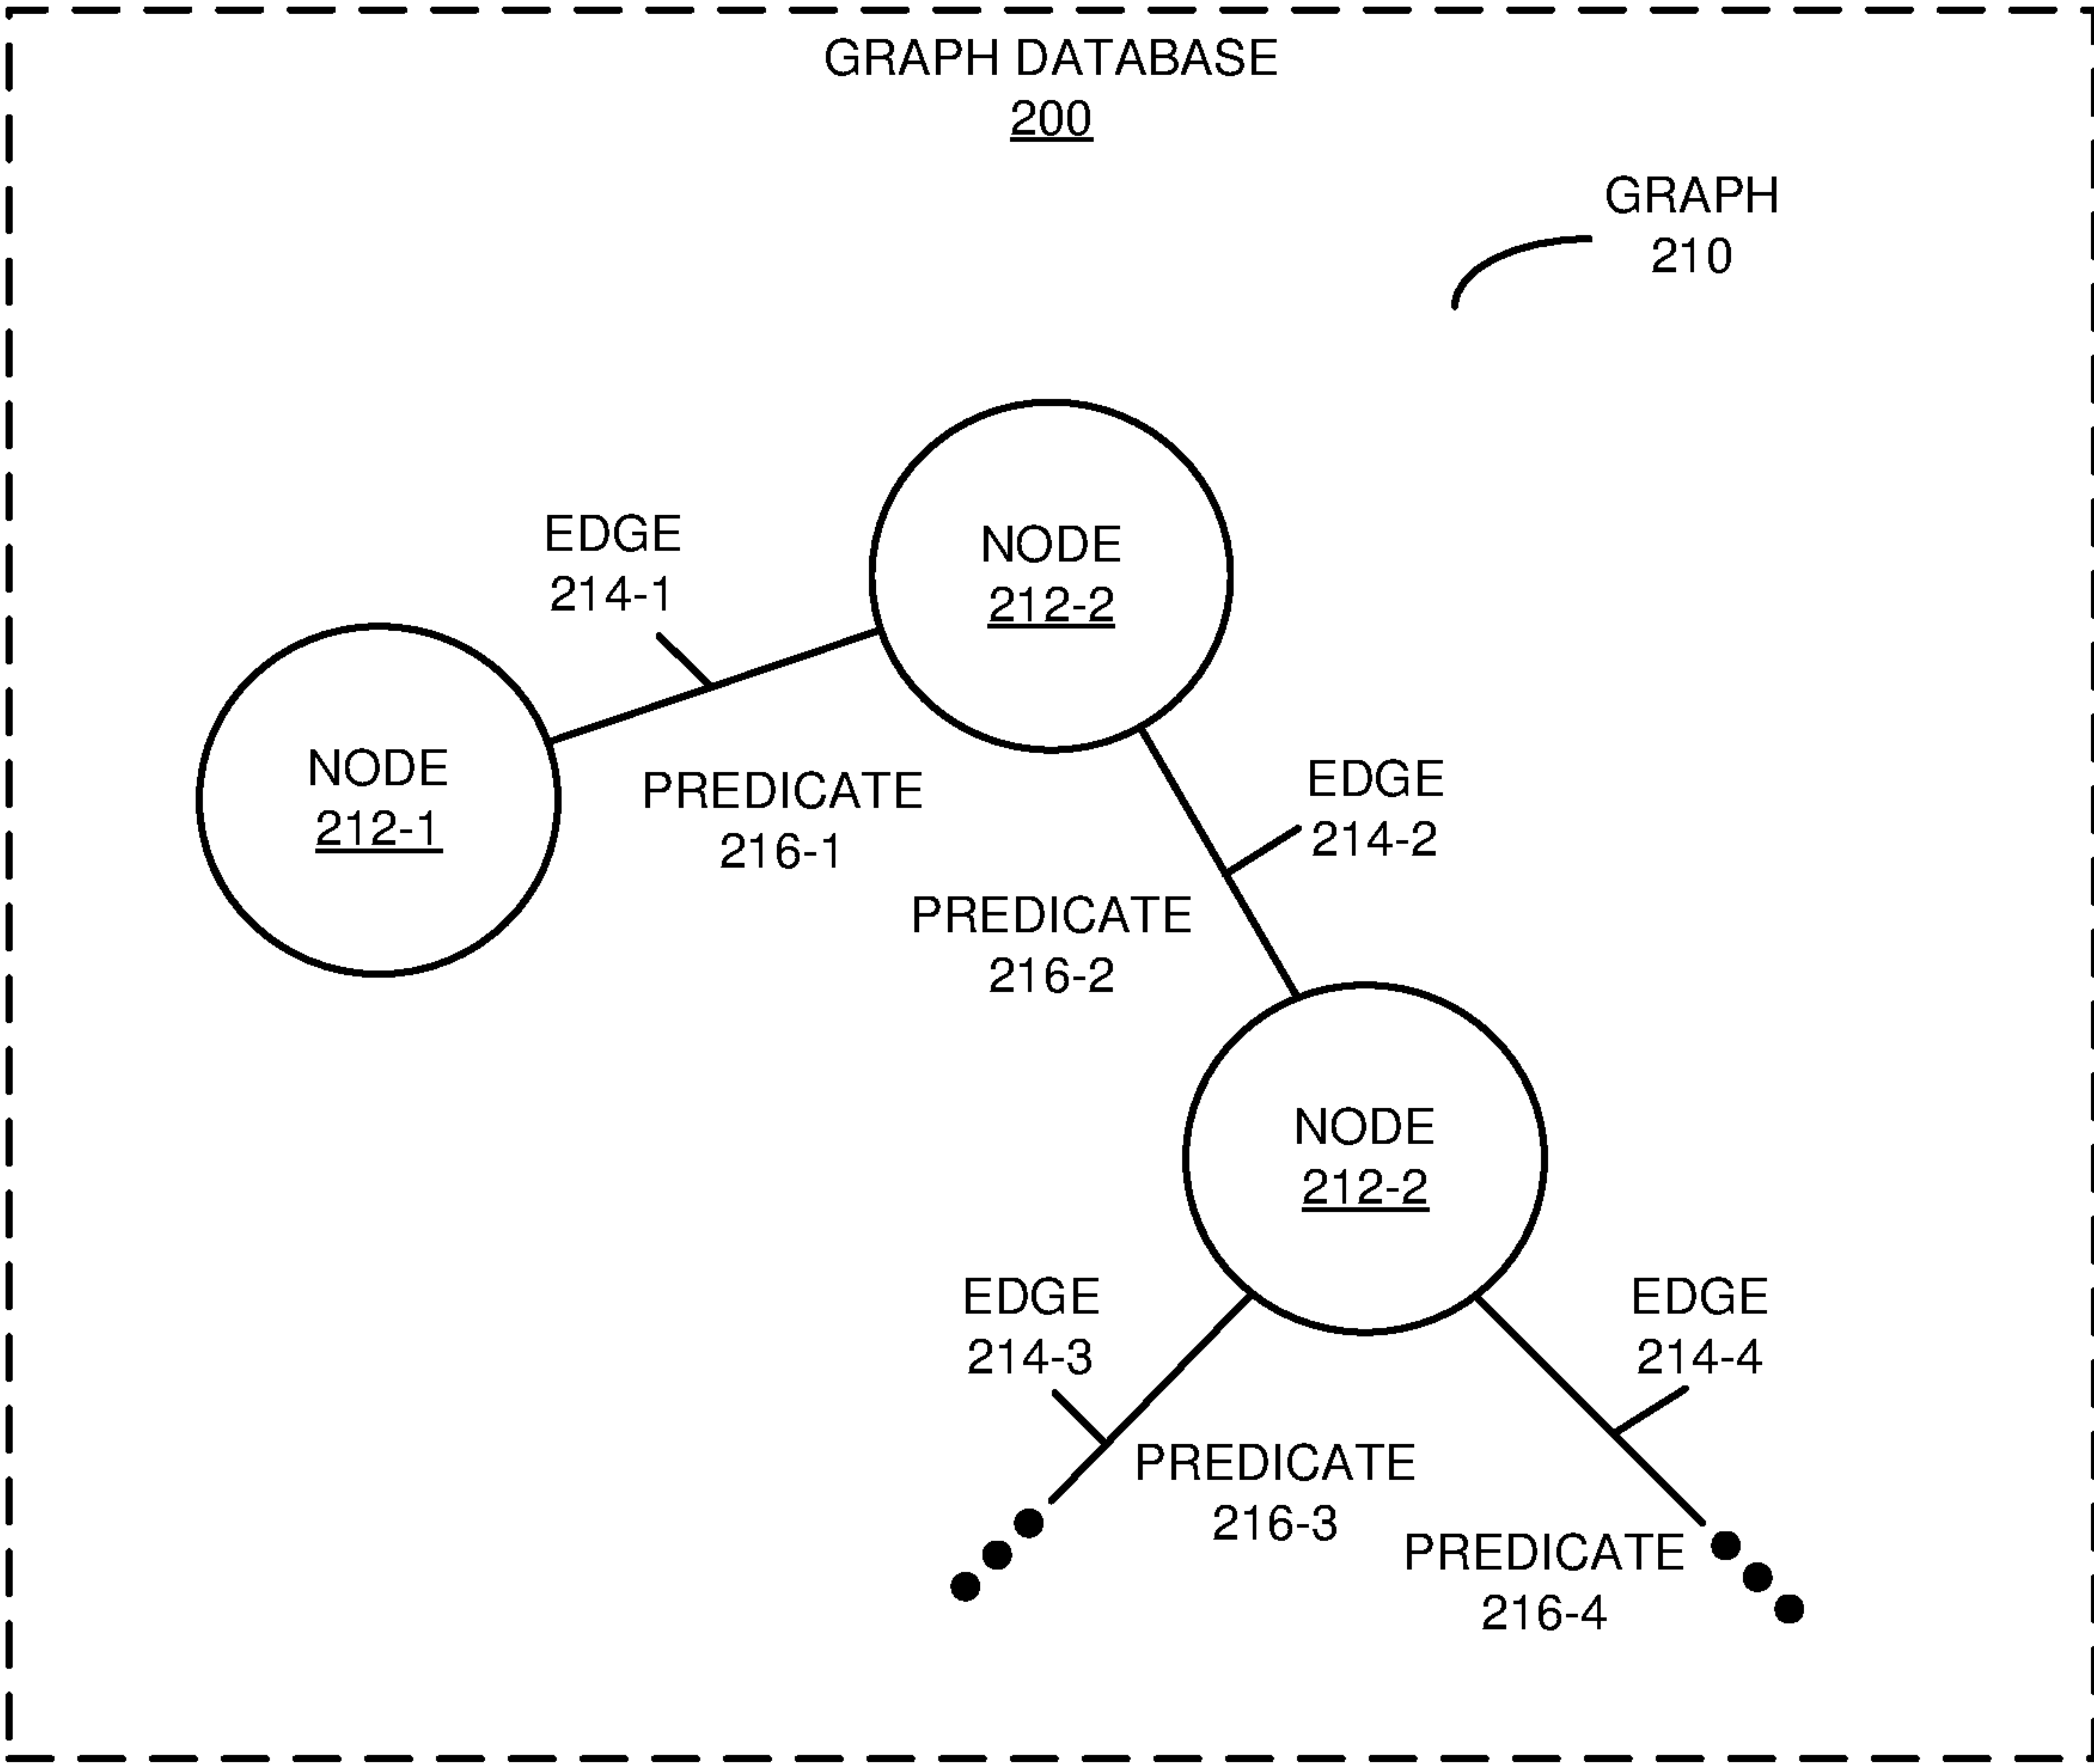 GRAPH DATABASE
200
GRAPH
210
EDGE
214-1
NODE
212-2
NODE
212-1
PREDICATE
216-1
EDGE
214-2
PREDICATE
216-2
NODE
212-2
EDGE
214-3
EDGE
214-4
PREDICATE
216-3
PREDICATE
216-4